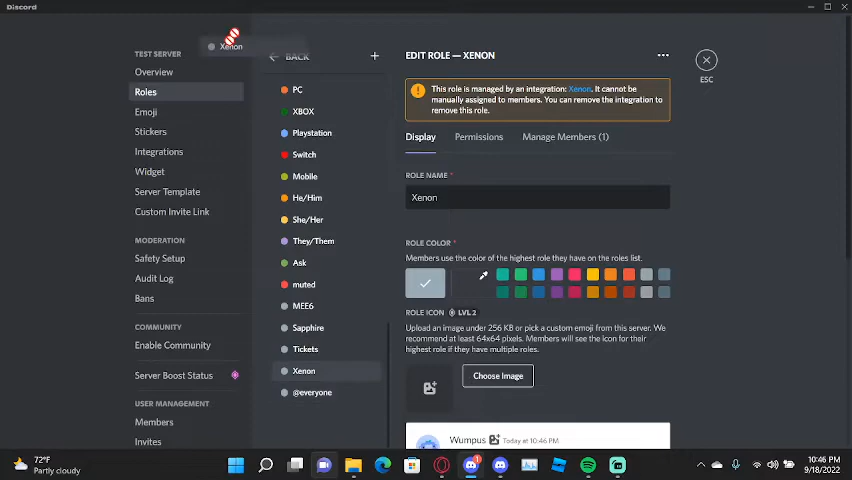 Discord
Xenon
TEST SERVER
Overview
Roles
Emoji
Stickers
Integrations
Widget
Server Template
Custom Invite Link
MODERATION
Safety Setup
Audit Log
Bans
COMMUNITY
Enable Community
Server Boost Status
USER MANAGEMENT
Members
Invites
BACK
PC
XBOX
Playstation
Switch
Mobile
He/Him
She/Her
They/Them
Ask
muted
MEE6
Sapphire
Tickets
Xenon
@everyone
EDIT ROLE — XENON
ESC
This role is managed by an integration: Xenon. It cannot be
manually assigned to members. You can remove the integration to
remove this role.
Display Permissions Manage Members (1)
ROLE NAME *
Xenon
ROLE COLOR *
Members use the color of the highest role they have on the roles list.
ROLE ICON LVL 2
Upload an image under 256 KB or pick a custom emoji from this server. We
recommend at least 64x64 pixels. Members will see the icon for their
highest role if they have multiple roles.
Choose Image
Wumpus Today at 10:46 PM
72°F
Partly cloudy
1
10:46 PM
9/18/2022